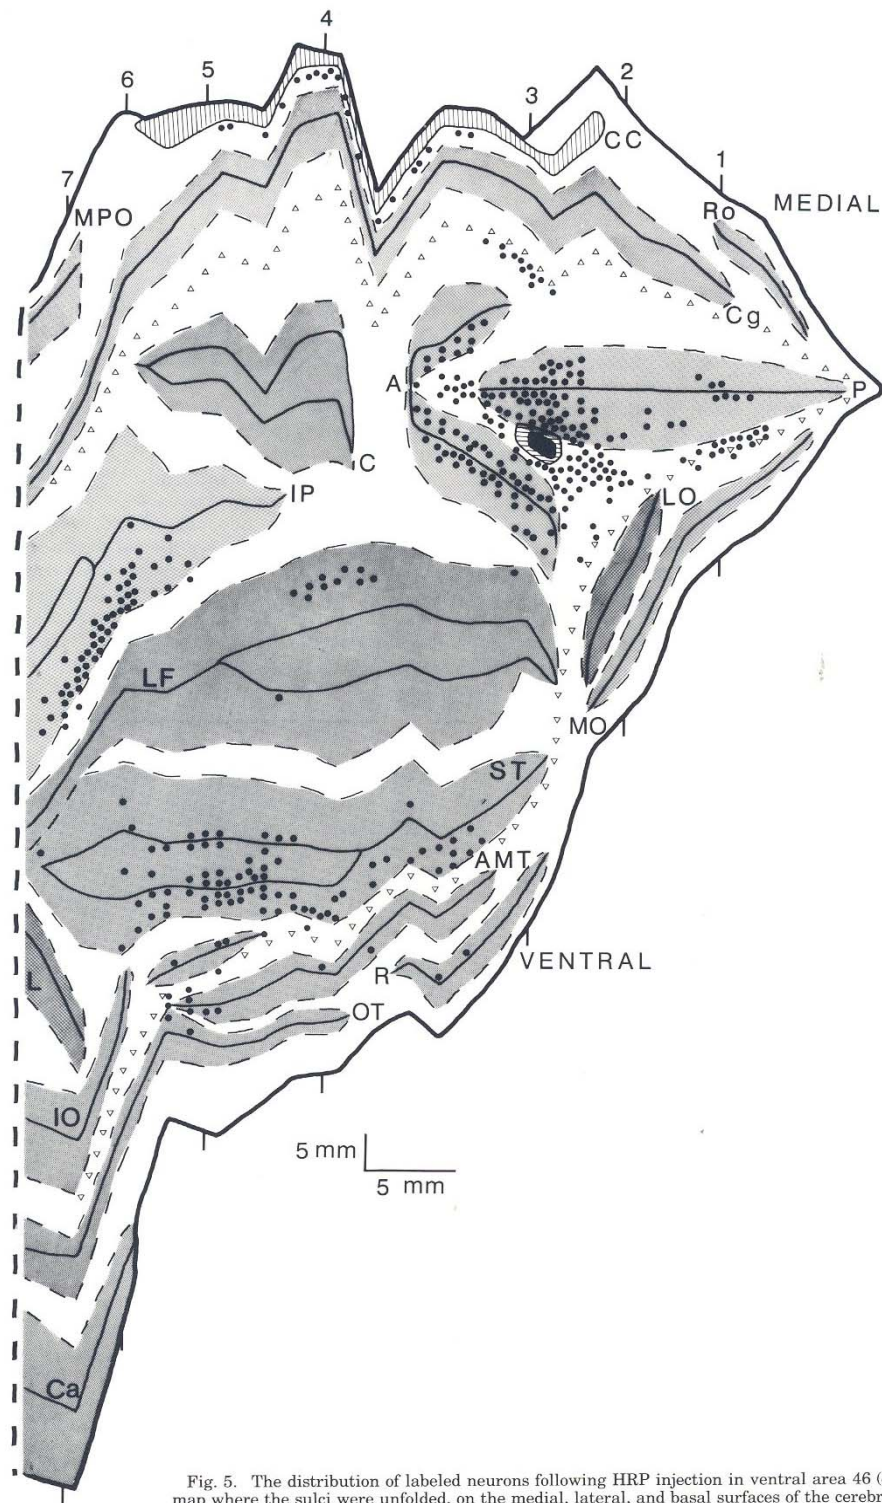 4
6
5
3
2
CC
7
1
MPO
Ro
MEDIAL
Cg
A
P
C
IP
LO
LF
MO
ST
AMT
L
R
VENTRAL
OT
IO
5 mm
5 mm
Ca
Fig. 5. The distribution of labeled neurons following HRP injection in ventral area 46 (
map where the sulci were unfolded, on the medial, lateral, and basal surfaces of the cerebr